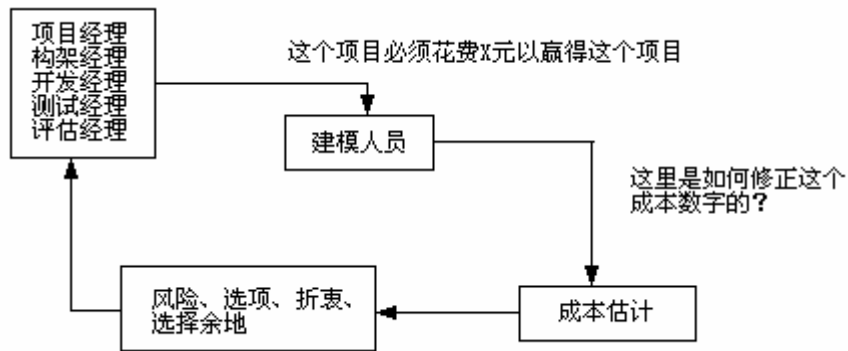 项目经理
构架经理
开发经理
测试经理
评估经理
这个项目必须花费X元以赢得这个项目
建模人员
这里是如何修正这个
成本数字的？
风险、选项、折衷、
选择余地
成本估计